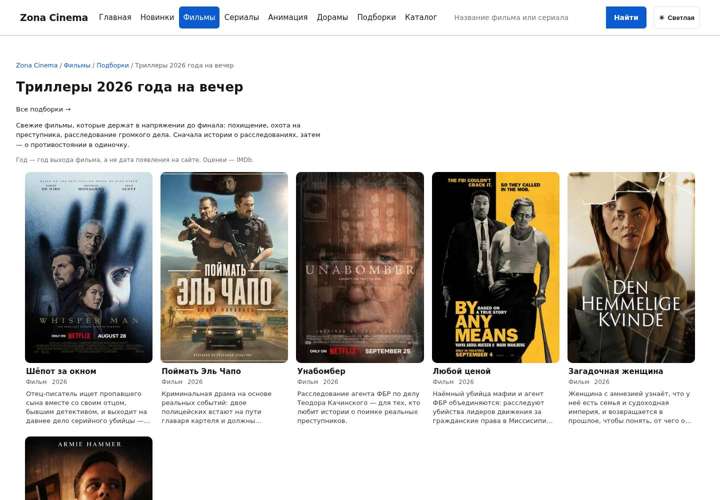 Zona Cinema
Главная Новинки Фильмы Сериалы Анимация Дорамы Подборки Каталог
Название фильма или сериала
Найти
☀ Светлая
Zona Cinema / Фильмы / Подборки / Триллеры 2026 года на вечер
Триллеры 2026 года на вечер
Все подборки →
Свежие фильмы, которые держат в напряжении до финала: похищение, охота на
преступника, расследование громкого дела. Сначала истории о расследованиях, затем
— о противостоянии в одиночку.
Год — год выхода фильма, а не дата появления на сайте. Оценки — IMDb.
WHISPER MAN
ONLY ON NETFLIX AUGUST 28
Шёпот за окном
Фильм 2026
Отец-писатель ищет пропавшего
сына вместе со своим отцом,
бывшим детективом, и выходит на
давнее дело серийного убийцы —...
ПОЙМАТЬ
ЭЛЬ ЧАПО
Поймать Эль Чапо
Фильм 2026
Криминальная драма на основе
реальных событий: двое
полицейских встают на пути
главаря картеля и должны...
UNABOMBER
ONLY ON NETFLIX SEPTEMBER 25
Унабомбер
Фильм 2026
Расследование агента ФБР по делу
Теодора Качинского — для тех, кто
любит истории о поимке реальных
преступников.
THE FBI COULDN'T
CRACK IT.
SO THEY CALLED
IN THE MOB.
BY
ANY
MEANS
BASED ON
A TRUE STORY
SEPTEMBER 4
Любой ценой
Фильм 2026
Наёмный убийца мафии и агент
ФБР объединяются: расследуют
убийства лидеров движения за
гражданские права в Миссисипи...
DEN
HEMMELIGE
KVINDE
Загадочная женщина
Фильм 2026
Женщина с амнезией узнаёт, что у
неё есть семья и судоходная
империя, и возвращается в
прошлое, чтобы понять, от чего о...
ARMIE HAMMER